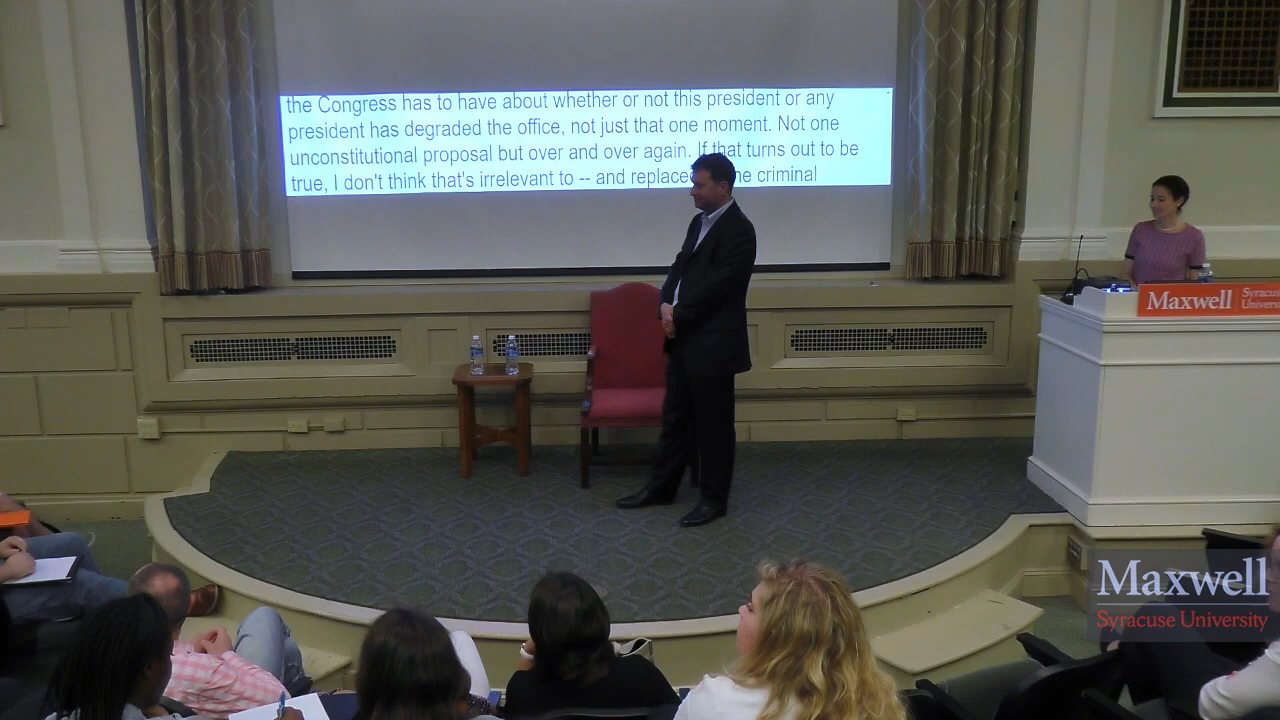 the Congress has to have about whether or not this president or any
president has degraded the office, not just that one moment. Not one
unconstitutional proposal but over and over again. If that turns out to be
true, I don't think that's irrelevant to -- and replace criminal
Maxwell
Maxwell
Syracuse University